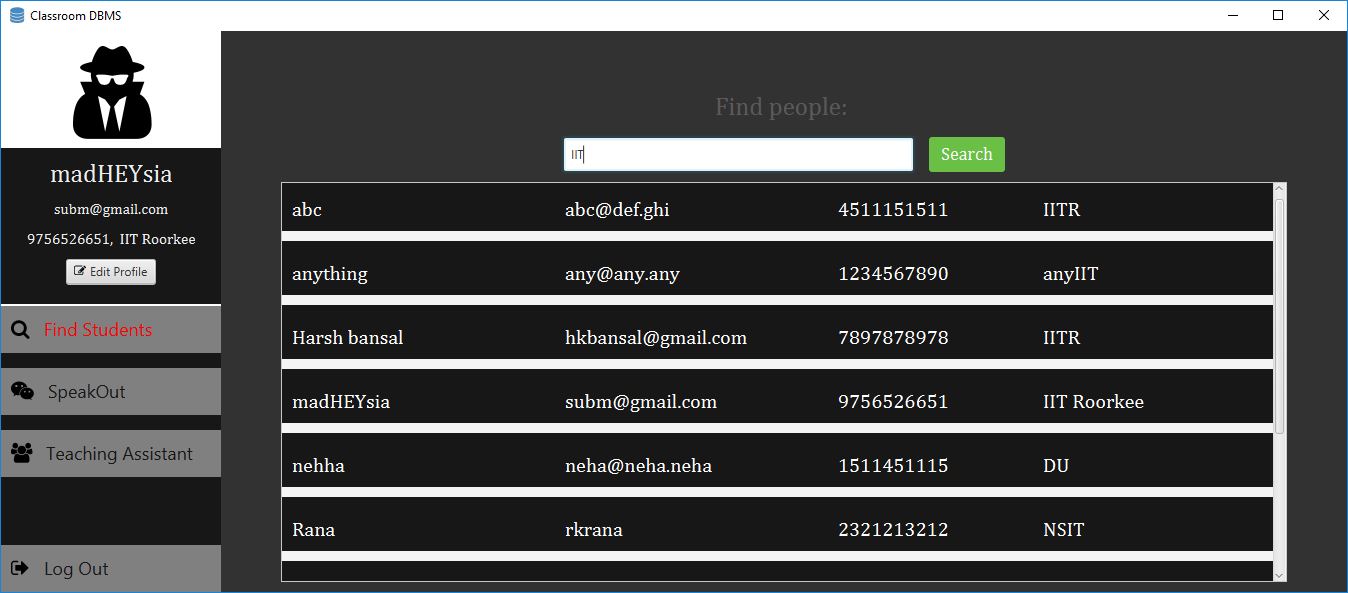 Classroom DBMS
madHEYsia
subm@gmail.com
9756526651, IIT Roorkee
Edit Profile
Find Students
SpeakOut
Teaching Assistant
Log Out
Find people:
IIT Search
abc abc@def.ghi 4511151511 IITR
anything any@any.any 1234567890 anyIIT
Harsh bansal hkbansal@gmail.com 7897878978 IITR
madHEYsia subm@gmail.com 9756526651 IIT Roorkee
nehha neha@neha.neha 1511451115 DU
Rana rkrana 2321213212 NSIT